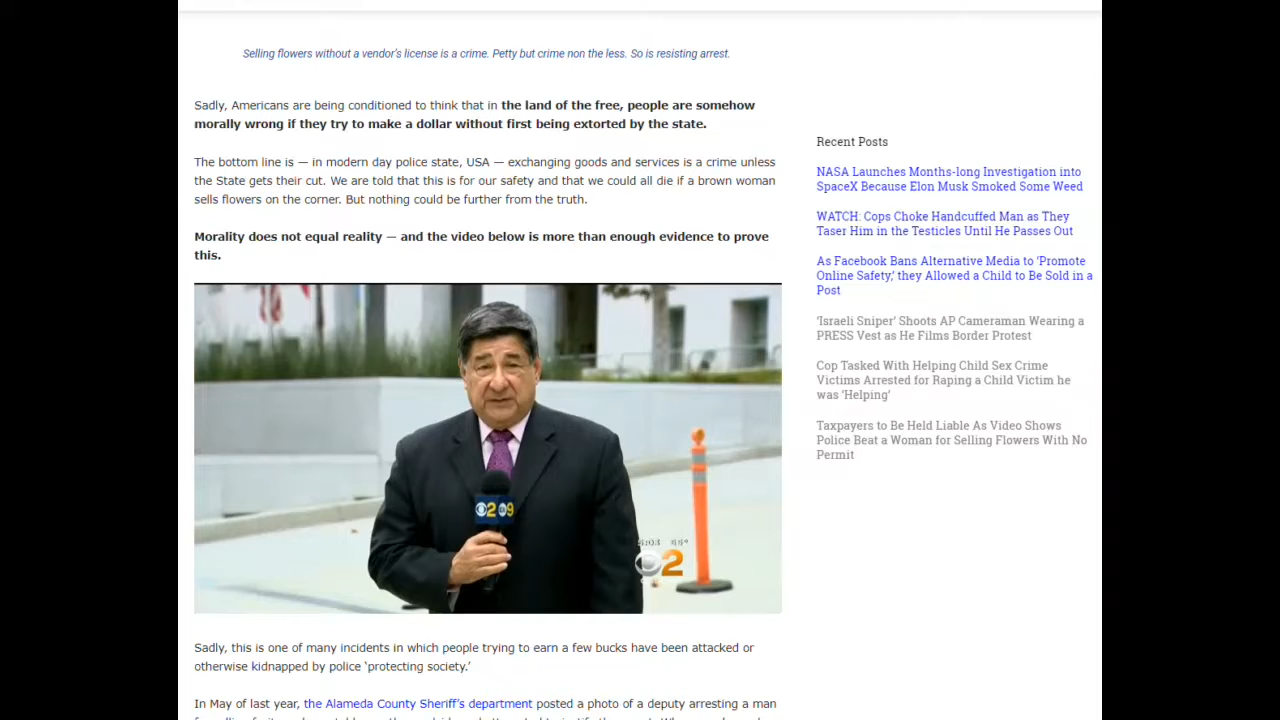 Selling flowers without a vendor's license is a crime. Petty but crime non the less. So is resisting arrest.
Sadly, Americans are being conditioned to think that in the land of the free, people are somehow
morally wrong if they try to make a dollar without first being extorted by the state.
The bottom line is — in modern day police state, USA — exchanging goods and services is a crime unless
the State gets their cut. We are told that this is for our safety and that we could all die if a brown woman
sells flowers on the corner. But nothing could be further from the truth.
Morality does not equal reality — and the video below is more than enough evidence to prove
this.
2 9
2
Sadly, this is one of many incidents in which people trying to earn a few bucks have been attacked or
otherwise kidnapped by police ‘protecting society.’
In May of last year, the Alameda County Sheriff’s department posted a photo of a deputy arresting a man
Recent Posts
NASA Launches Months-long Investigation into
SpaceX Because Elon Musk Smoked Some Weed
WATCH: Cops Choke Handcuffed Man as They
Taser Him in the Testicles Until He Passes Out
As Facebook Bans Alternative Media to ‘Promote
Online Safety,’ they Allowed a Child to Be Sold in a
Post
‘Israeli Sniper’ Shoots AP Cameraman Wearing a
PRESS Vest as He Films Border Protest
Cop Tasked With Helping Child Sex Crime
Victims Arrested for Raping a Child Victim he
was ‘Helping’
Taxpayers to Be Held Liable As Video Shows
Police Beat a Woman for Selling Flowers With No
Permit